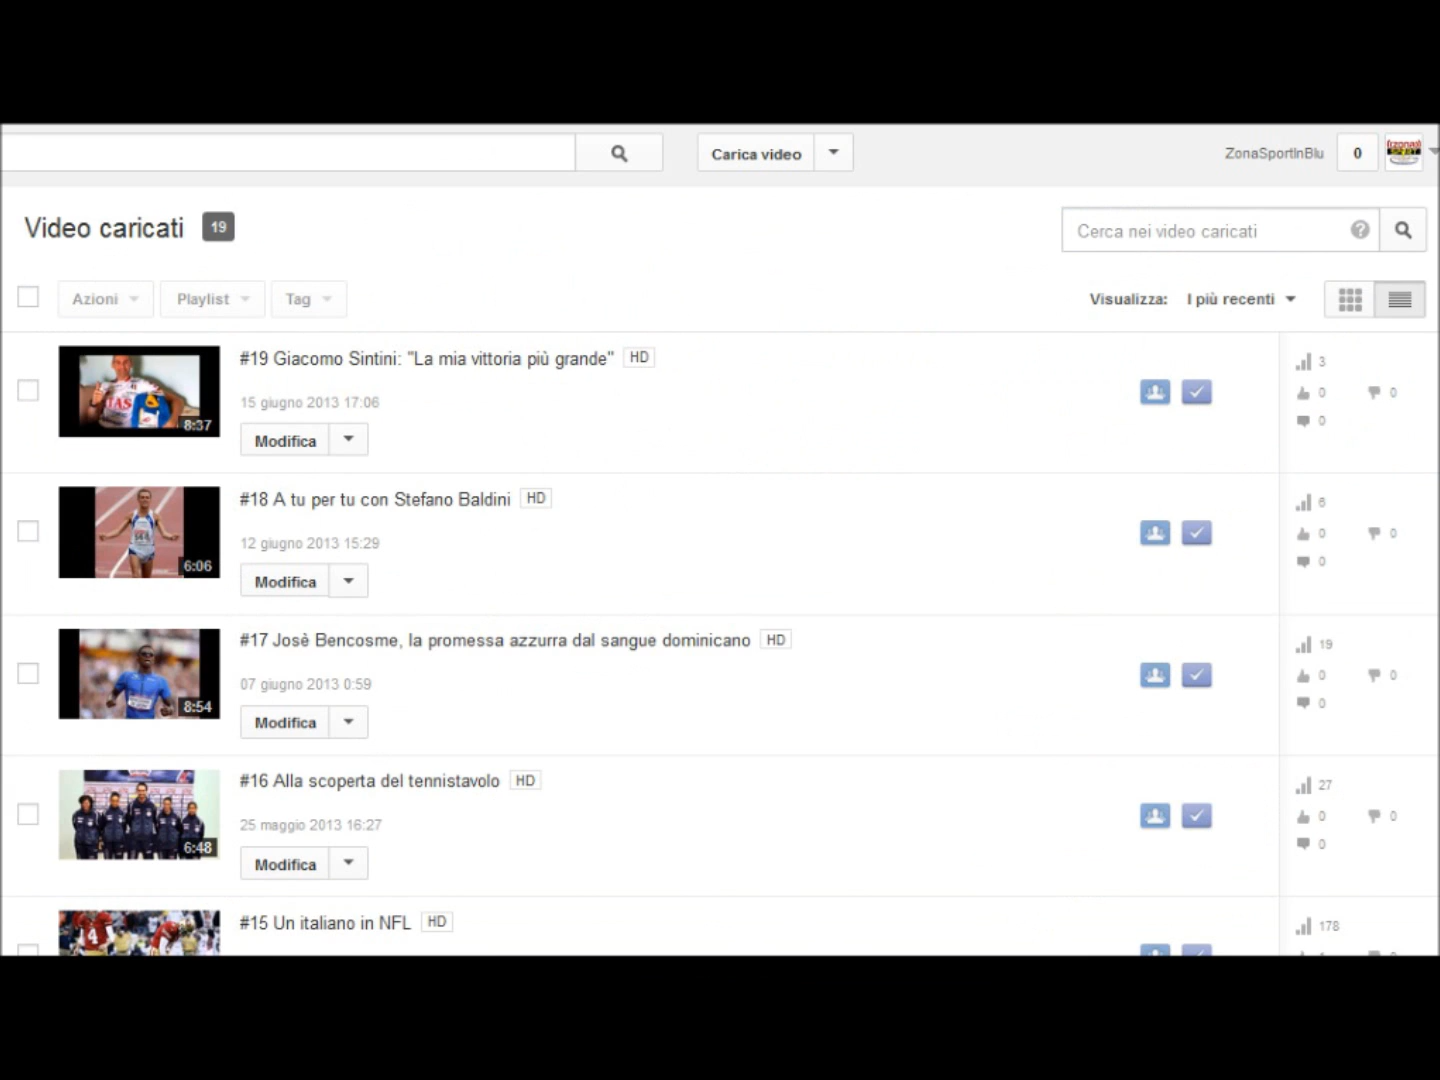 Carica video
ZonaSportInBlu
0
Video caricati 19
Cerca nei video caricati ?
Azioni Playlist Tag
Visualizza: I più recenti
#19 Giacomo Sintini: "La mia vittoria più grande" HD
3
15 giugno 2013 17:06
0 0
8:37
Modifica
0
#18 A tu per tu con Stefano Baldini HD
6
12 giugno 2013 15:29
0 0
6:06
Modifica
0
#17 Josè Bencosme, la promessa azzurra dal sangue dominicano HD
19
07 giugno 2013 0:59
0 0
8:54
Modifica
0
#16 Alla scoperta del tennistavolo HD
27
25 maggio 2013 16:27
0 0
6:48
Modifica
0
#15 Un italiano in NFL HD
178
4